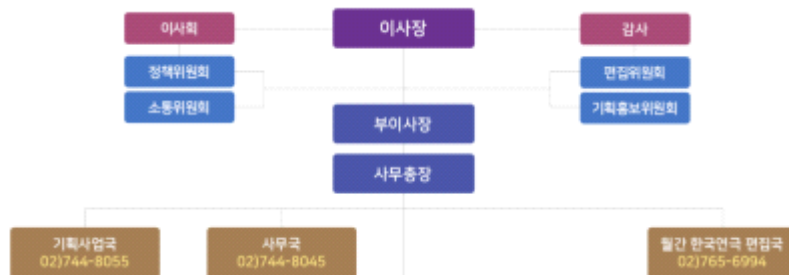 이사회
이사장
감사
정책위원회
편집위원회
소통위원회
기획홍보위원회
부이사장
사무총장
기획사업국
02)744-8055
사무국
02)744-8045
월간 한국연극 편집국
02)765-6994